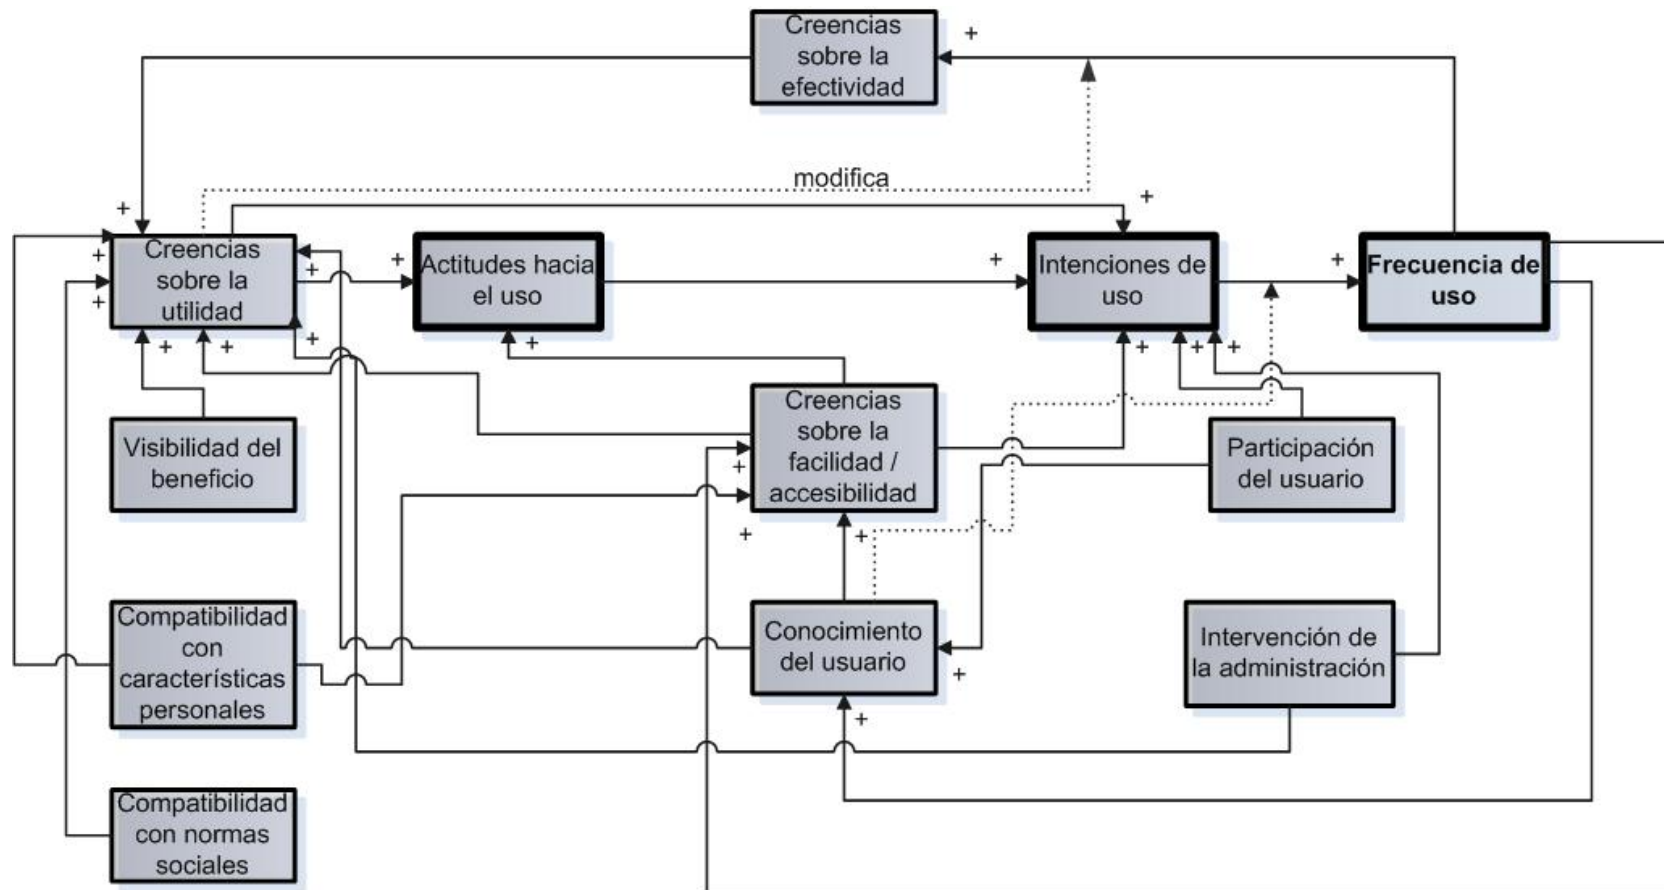 Creencias
sobre la
efectividad
+
modifica
+
+
Creencias
sobre la
utilidad
+
+
+
+
+
+
+
Actitudes hacia
el uso
+
+
Intenciones de
uso
+
+
+
+
Frecuencia de
uso
+
Visibilidad del
beneficio
Creencias
sobre la
facilidad /
accesibilidad
+
+
+
Participación
del usuario
Compatibilidad
con
características
personales
Conocimiento
del usuario
+
+
Intervención de
la administración
Compatibilidad
con normas
sociales